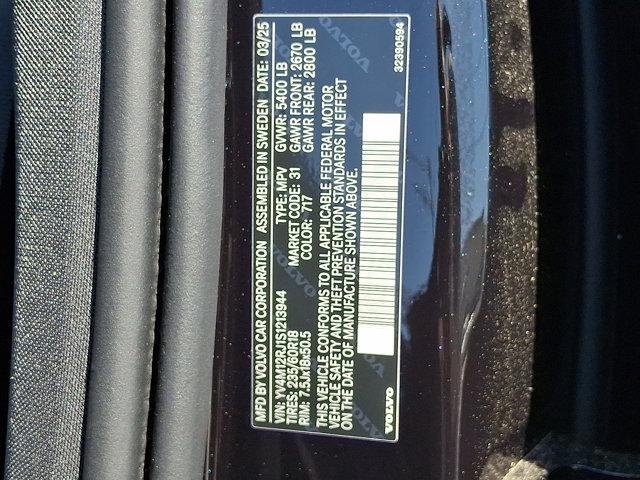 MFD BY VOLVO CAR CORPORATION ASSEMBLED IN SWEDEN DATE: 03/25
VIN: YV4M12RJ1S1213944 TYPE: MPV GVWR: 5400 LB
TIRES: 235/60R18 MARKET CODE: 31 GAWR FRONT: 2670 LB
RIM: 7.5Jx18x50.5 COLOR: 717 GAWR REAR: 2800 LB
THIS VEHICLE CONFORMS TO ALL APPLICABLE FEDERAL MOTOR
VEHICLE SAFETY AND THEFT PREVENTION STANDARDS IN EFFECT
ON THE DATE OF MANUFACTURE SHOWN ABOVE.
VOLVO
32390594